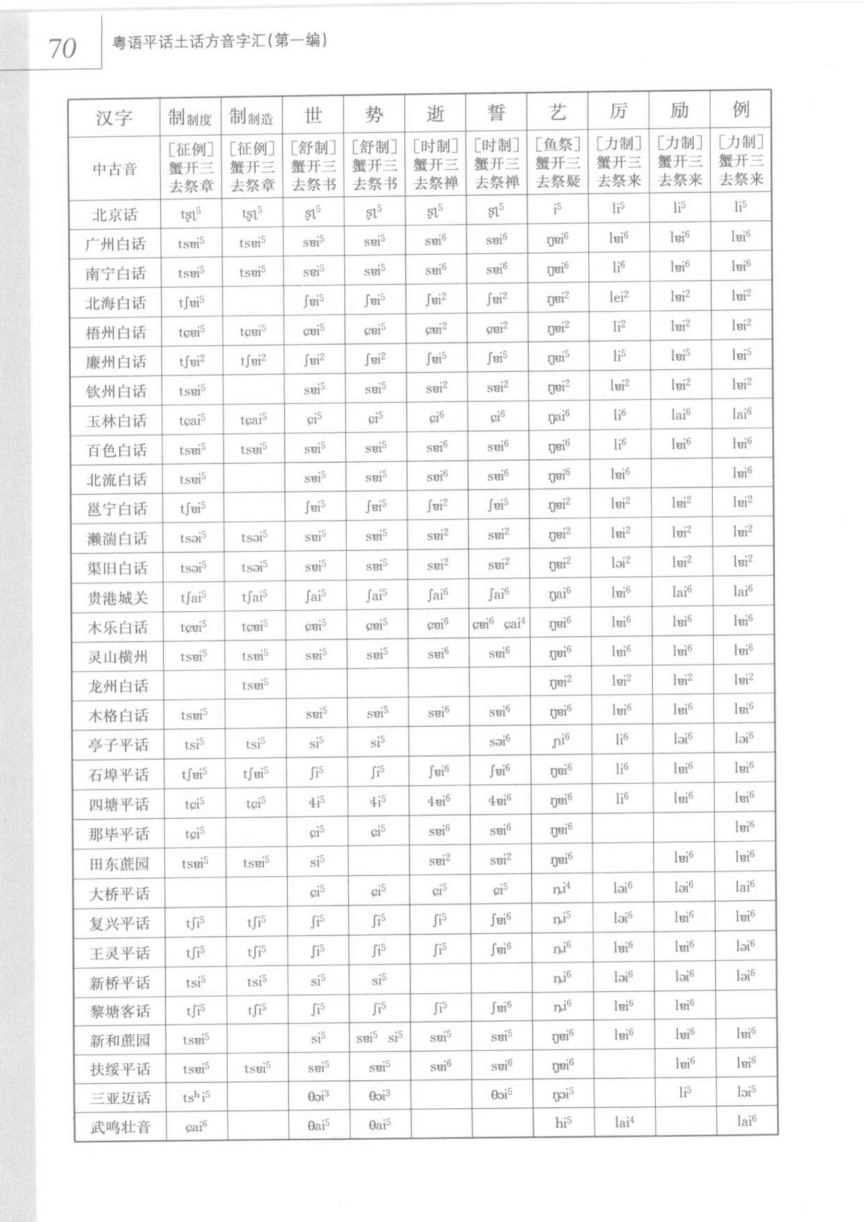 70
粤语平话土话方音字汇(第一编)
汉字 制制度 制制造 世 势 逝 誓 艺 厉 励 例
中古音 [征例]蟹开三去祭章 [征例]蟹开三去祭章 [舒制]蟹开三去祭书 [舒制]蟹开三去祭书 [时制]蟹开三去祭禅 [时制]蟹开三去祭禅 [鱼祭]蟹开三去祭疑 [力制]蟹开三去祭来 [力制]蟹开三去祭来 [力制]蟹开三去祭来
北京话 tʂʅ⁵ tʂʅ⁵ ʂʅ⁵ ʂʅ⁵ ʂʅ⁵ ʂʅ⁵ i⁵ li⁵ li⁵ li⁵
广州白话 tsɐi⁵ tsɐi⁵ sɐi⁵ sɐi⁵ sɐi⁶ sɐi⁶ ŋɐi⁶ lɐi⁶ lɐi⁶ lɐi⁶
南宁白话 tsɐi⁵ tsɐi⁵ sɐi⁵ sɐi⁵ sɐi⁶ sɐi⁶ ŋɐi⁶ li⁶ lɐi⁶ lɐi⁶
北海白话 tʃɐi⁵ ʃɐi⁵ ʃɐi⁵ ʃɐi² ʃɐi² ŋɐi² lei² lɐi² lɐi²
梧州白话 tɕɐi⁵ tɕɐi⁵ ɕɐi⁵ ɕɐi⁵ ɕɐi² ɕɐi² ŋɐi² li² lɐi² lɐi²
廉州白话 tʃɐi² tʃɐi² ʃɐi² ʃɐi² ʃɐi⁵ ʃɐi⁵ ŋɐi⁵ li⁵ lɐi⁵ lɐi⁵
钦州白话 tsɐi⁵ sɐi⁵ sɐi⁵ sɐi² sɐi² ŋɐi² lɐi² lɐi² lɐi²
玉林白话 tɕai⁵ tɕai⁵ ɕi⁵ ɕi⁵ ɕi⁶ ɕi⁶ ŋai⁶ li⁶ lai⁶ lai⁶
百色白话 tsɐi⁵ tsɐi⁵ sɐi⁵ sɐi⁵ sɐi⁶ sɐi⁶ ŋɐi⁶ li⁶ lɐi⁶ lɐi⁶
北流白话 tsɐi⁵ sɐi⁵ sɐi⁵ sɐi⁶ sɐi⁶ ŋɐi⁶ lɐi⁶ lɐi⁶
邕宁白话 tʃɐi⁵ ʃɐi⁵ ʃɐi⁵ ʃɐi² ʃɐi⁵ ŋɐi² lɐi² lɐi² lɐi²
濑湍白话 tsəi⁵ tsəi⁵ sɐi⁵ sɐi⁵ sɐi² sɐi² ŋɐi² lɐi² lɐi² lɐi²
渠旧白话 tsəi⁵ tsəi⁵ sɐi⁵ sɐi⁵ sɐi² sɐi² ŋɐi² ləi² lɐi² lɐi²
贵港城关 tʃai⁵ tʃai⁵ ʃai⁵ ʃai⁵ ʃai⁶ ʃai⁶ ŋai⁶ lɐi⁶ lai⁶ lai⁶
木乐白话 tɕɐi⁵ tɕɐi⁵ ɕɐi⁵ ɕɐi⁵ ɕɐi⁶ ɕɐi⁶ ɕai⁴ ŋɐi⁶ lɐi⁶ lɐi⁶ lɐi⁶
灵山横州 tsɐi⁵ tsɐi⁵ sɐi⁵ sɐi⁵ sɐi⁶ sɐi⁶ ŋɐi⁶ lɐi⁶ lɐi⁶ lɐi⁶
龙州白话 tsɐi⁵ ŋɐi² lɐi² lɐi² lɐi²
木格白话 tsɐi⁵ sɐi⁵ sɐi⁵ sɐi⁶ sɐi⁶ ŋɐi⁶ lɐi⁶ lɐi⁶ lɐi⁶
亭子平话 tsi⁵ tsi⁵ si⁵ si⁵ səi⁶ ɲi⁶ li⁶ ləi⁶ ləi⁶
石埠平话 tʃɐi⁵ tʃɐi⁵ ʃi⁵ ʃi⁵ ʃɐi⁶ ʃɐi⁶ ŋɐi⁶ li⁶ lɐi⁶ lɐi⁶
四塘平话 tɕi⁵ tɕi⁵ ɬi⁵ ɬi⁵ ɬɐi⁶ ɬɐi⁶ ŋɐi⁶ li⁶ lɐi⁶ lɐi⁶
那毕平话 tɕi⁵ ɕi⁵ ɕi⁵ sɐi⁶ sɐi⁶ ŋɐi⁶ lɐi⁶
田东蔗园 tsɐi⁵ tsɐi⁵ si⁵ sɐi² sɐi² ŋɐi⁶ lɐi⁶ lɐi⁶
大桥平话 ɕi⁵ ɕi⁵ ɕi⁵ ɕi⁵ ȵi⁴ ləi⁶ ləi⁶ lai⁶
复兴平话 tʃi⁵ tʃi⁵ ʃi⁵ ʃi⁵ ʃi⁵ ʃɐi⁶ ȵi⁵ ləi⁶ lɐi⁶ lɐi⁶
王灵平话 tʃi⁵ tʃi⁵ ʃi⁵ ʃi⁵ ʃi⁵ ʃɐi⁶ ȵi⁶ lɐi⁶ lɐi⁶ ləi⁶
新桥平话 tsi⁵ tsi⁵ si⁵ si⁵ ȵi⁶ ləi⁶ ləi⁶ ləi⁶
黎塘客话 tʃi⁵ tʃi⁵ ʃi⁵ ʃi⁵ ʃi⁵ ʃɐi⁶ ȵi⁶ lɐi⁶ lɐi⁶
新和蔗园 tsɐi⁵ si⁵ sɐi⁵ si⁵ sɐi⁵ sɐi⁵ ŋɐi⁶ lɐi⁶ lɐi⁶ lɐi⁶
扶绥平话 tsɐi⁵ tsɐi⁵ sɐi⁵ sɐi⁵ sɐi⁶ sɐi⁶ ŋɐi⁶ lɐi⁶ lɐi⁶
三亚迈话 tsʰi⁵ θɔi³ θɔi³ θɔi⁵ ŋɔi⁵ li⁵ lɔi⁵
武鸣壮音 ɕai⁶ θai⁵ θai⁵ hi⁵ lai⁴ lai⁶